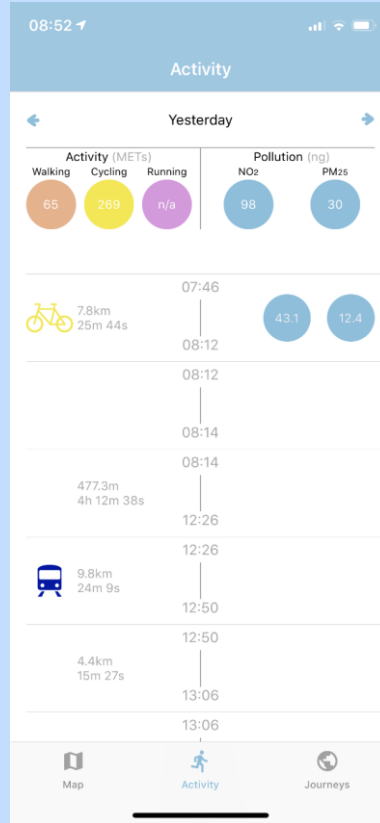 08:52
Activity
Yesterday
Activity (METs)
Pollution (ng)
Walking Cycling Running NO2 PM25
65 269 n/a 98 30
07:46
7.8km
25m 44s
43.1 12.4
08:12
08:12
08:14
08:14
477.3m
4h 12m 38s
12:26
12:26
9.8km
24m 9s
12:50
12:50
4.4km
15m 27s
13:06
13:06
Map Activity Journeys